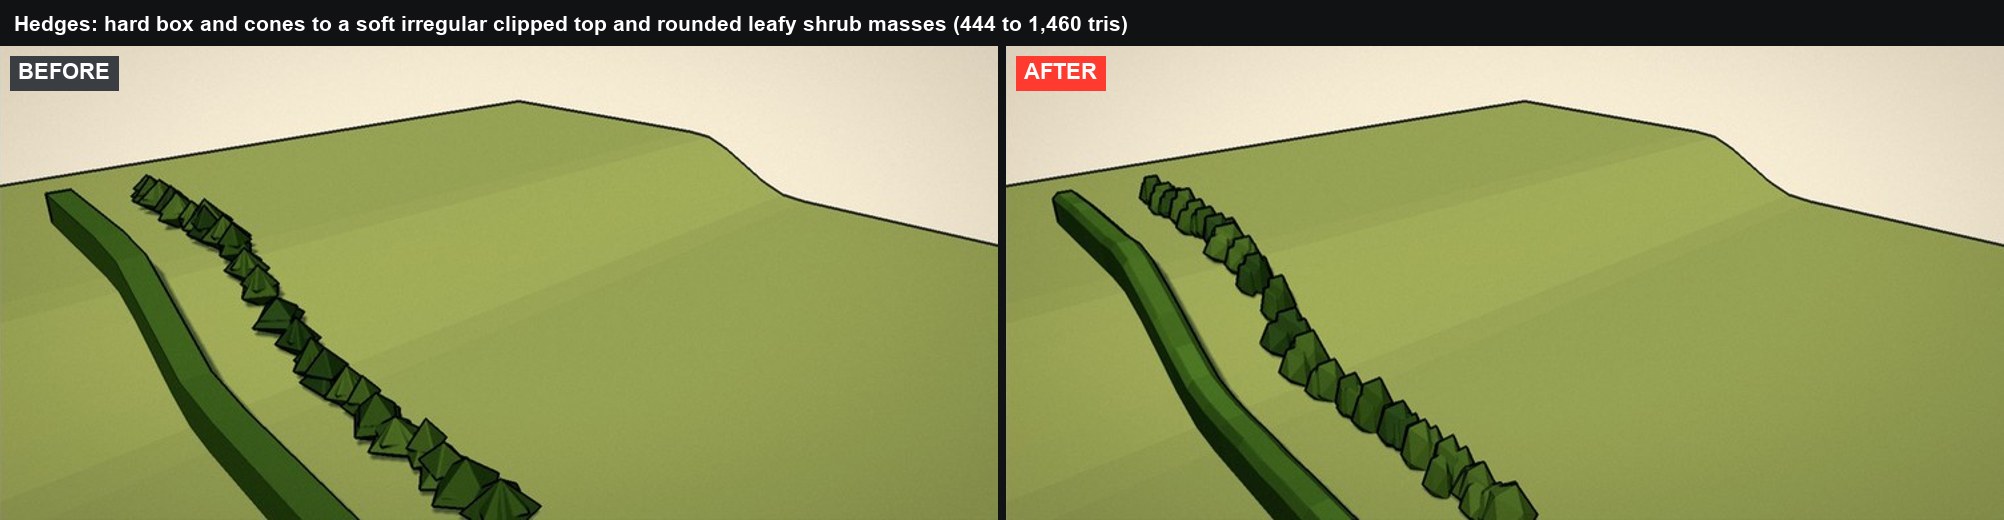 Hedges: hard box and cones to a soft irregular clipped top and rounded leafy shrub masses (444 to 1,460 tris)
BEFORE
AFTER